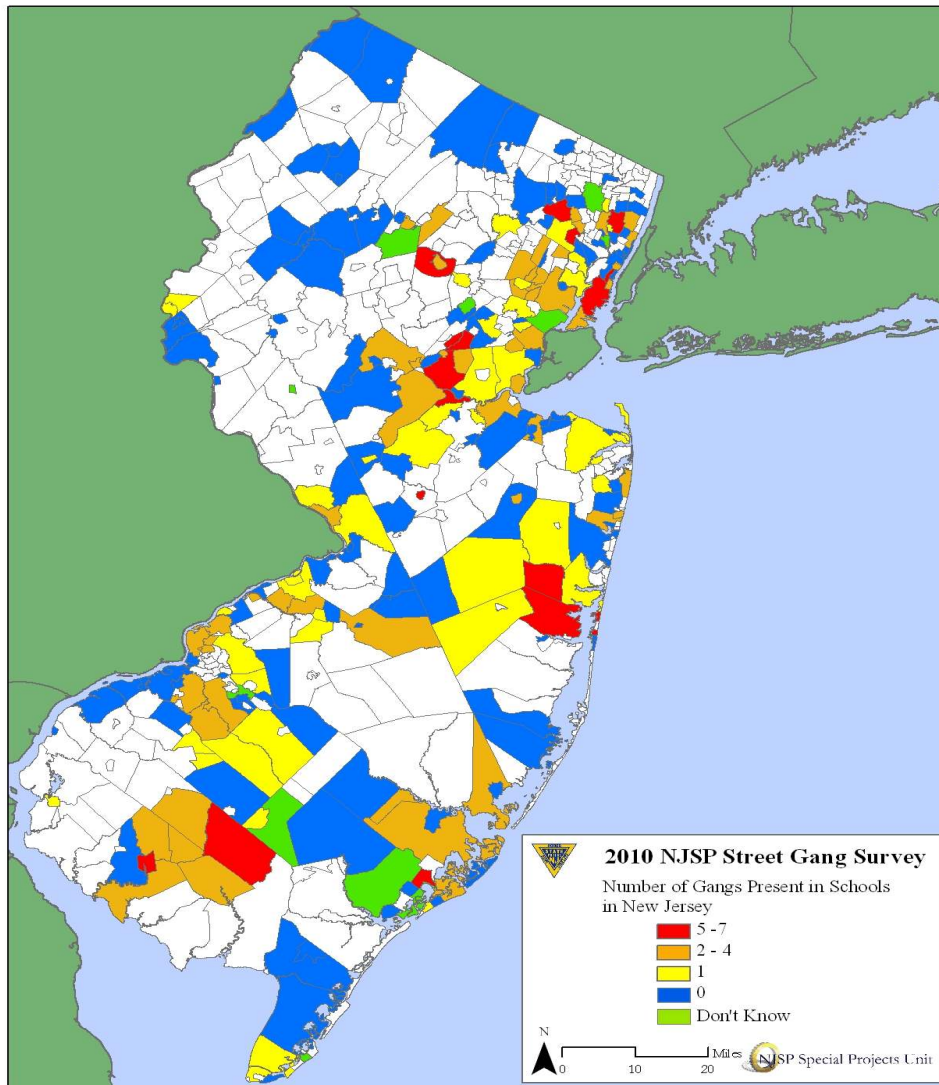 2010 NJSP Street Gang Survey
Number of Gangs Present in Schools
in New Jersey
5 -7
2 - 4
1
0
Don't Know
N
Miles
0 10 20
NJSP Special Projects Unit